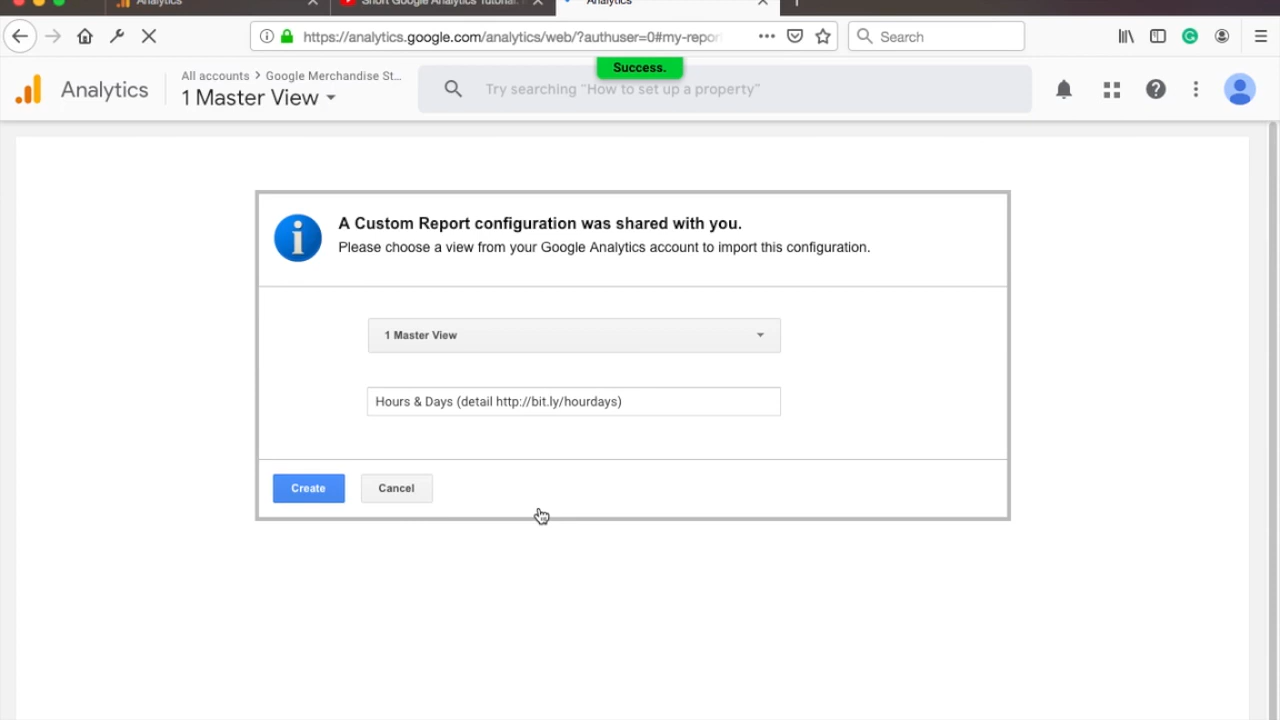 Analytics
Short Google Analytics Tutorial:
Analytics
https://analytics.google.com/analytics/web/?authuser=0#my-repor
Search
Success.
Analytics
All accounts > Google Merchandise St...
1 Master View
Try searching "How to set up a property"
A Custom Report configuration was shared with you.
Please choose a view from your Google Analytics account to import this configuration.
1 Master View
Hours & Days (detail http://bit.ly/hourdays)
Create
Cancel